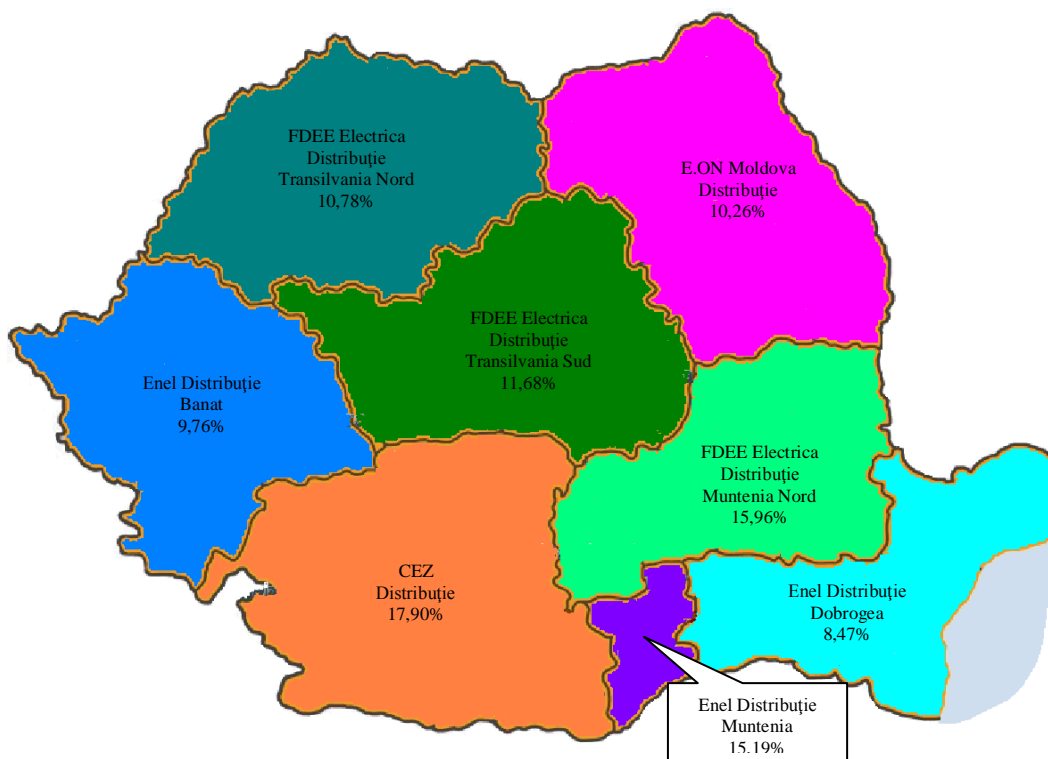 FDEE Electrica
Distribuţie
Transilvania Nord
10,78%
E.ON Moldova
Distribuţie
10,26%
FDEE Electrica
Distribuţie
Transilvania Sud
11,68%
Enel Distribuţie
Banat
9,76%
FDEE Electrica
Distribuţie
Muntenia Nord
15,96%
CEZ
Distribuţie
17,90%
Enel Distribuţie
Dobrogea
8,47%
Enel Distribuţie
Muntenia
15,19%